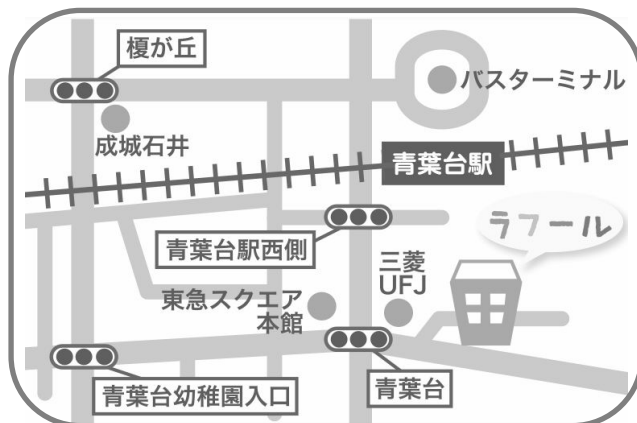 榎が丘
バスターミナル
成城石井
青葉台駅
ラフール
青葉台駅西側
三菱
UFJ
東急スクエア
本館
青葉台幼稚園入口
青葉台